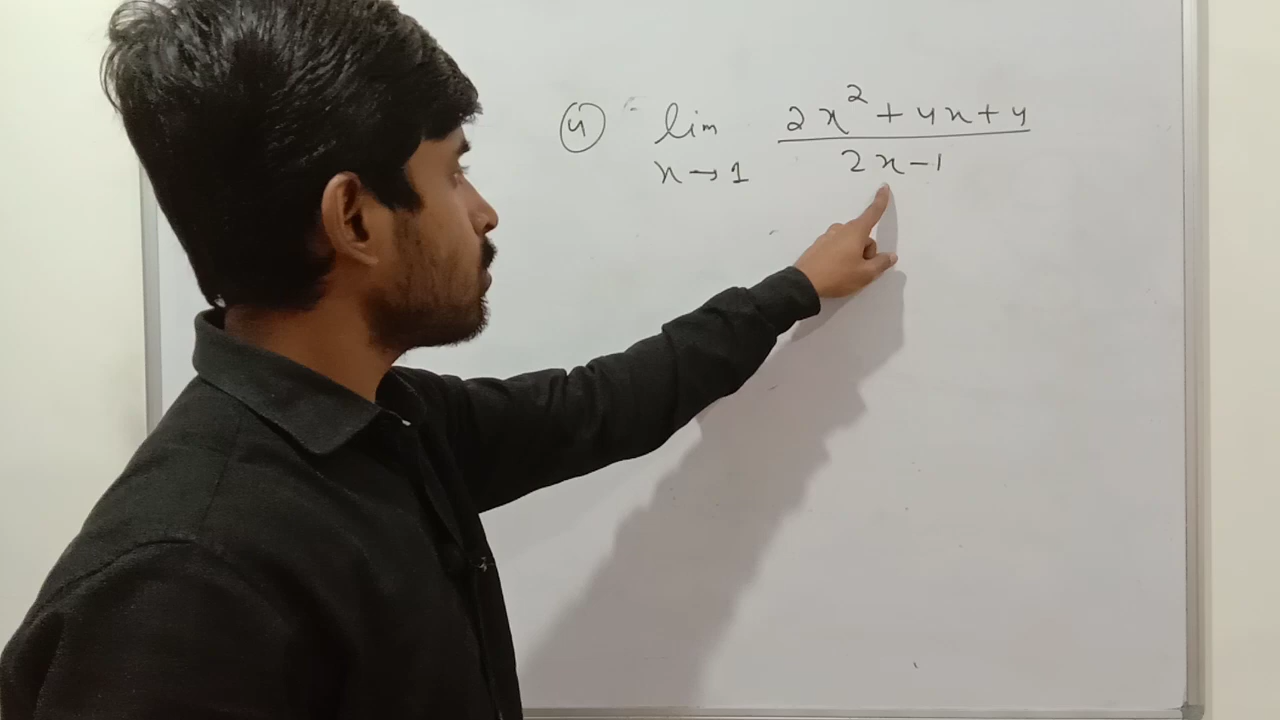 ④ lim 2x² + 4x + 4
x → 1 2x - 1